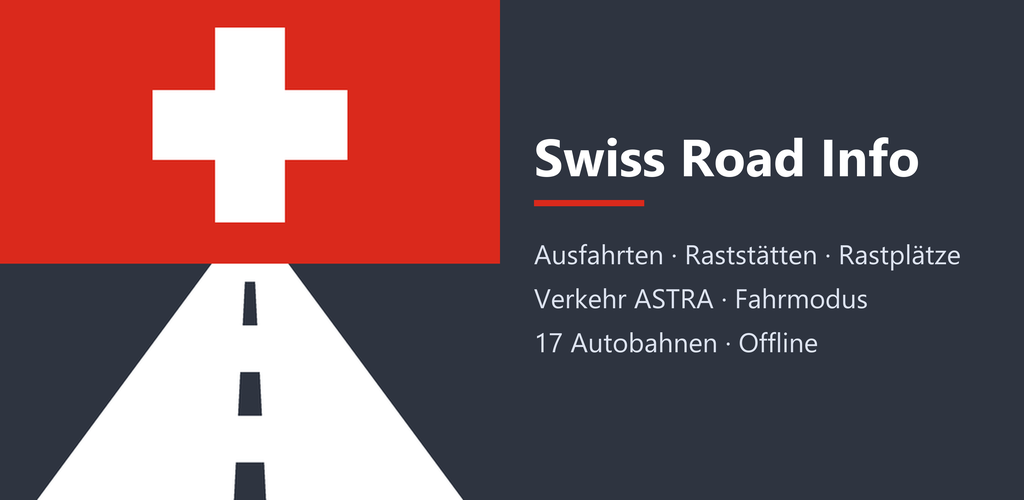 Swiss Road Info
Ausfahrten · Raststätten · Rastplätze
Verkehr ASTRA · Fahrmodus
17 Autobahnen · Offline